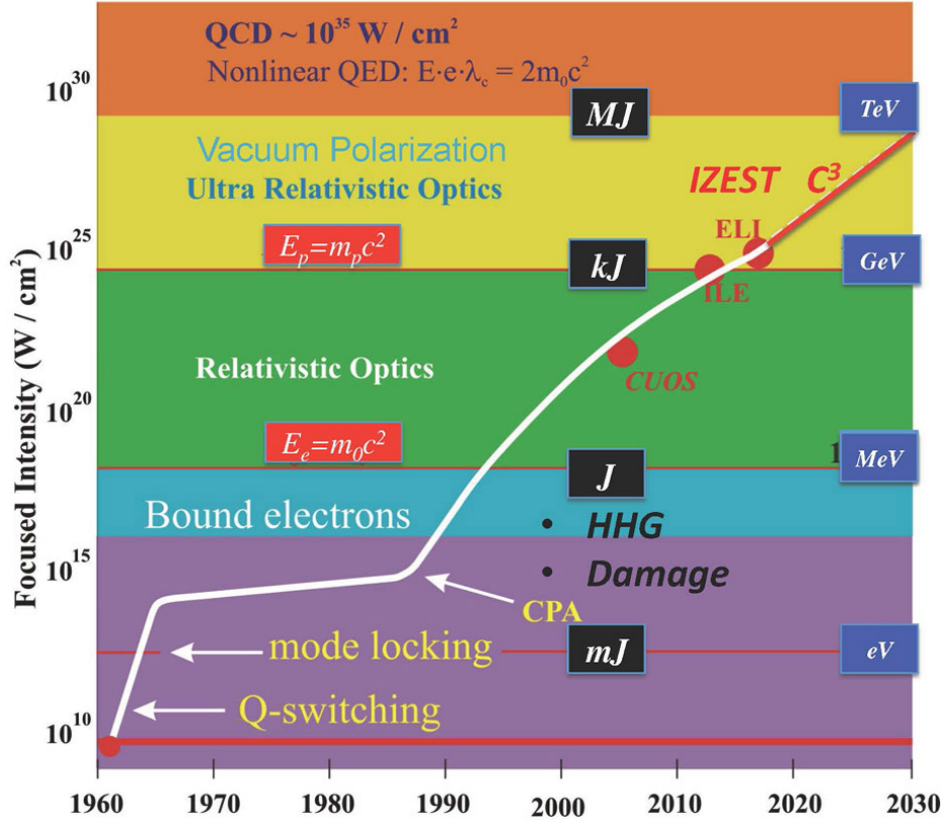 QCD ~ 10³⁵ W / cm²
Nonlinear QED: E·e·λc = 2m₀c²
10³⁰
MJ
TeV
Vacuum Polarization
Ultra Relativistic Optics
IZEST C³
ELI
10²⁵
Eₚ=mₚc²
kJ
GeV
ILE
Relativistic Optics
CUOS
10²⁰
Eₑ=m₀c²
1
MeV
J
Bound electrons
• HHG
• Damage
10¹⁵
CPA
mode locking
mJ
eV
Q-switching
10¹⁰
Focused Intensity (W / cm²)
1960 1970 1980 1990 2000 2010 2020 2030